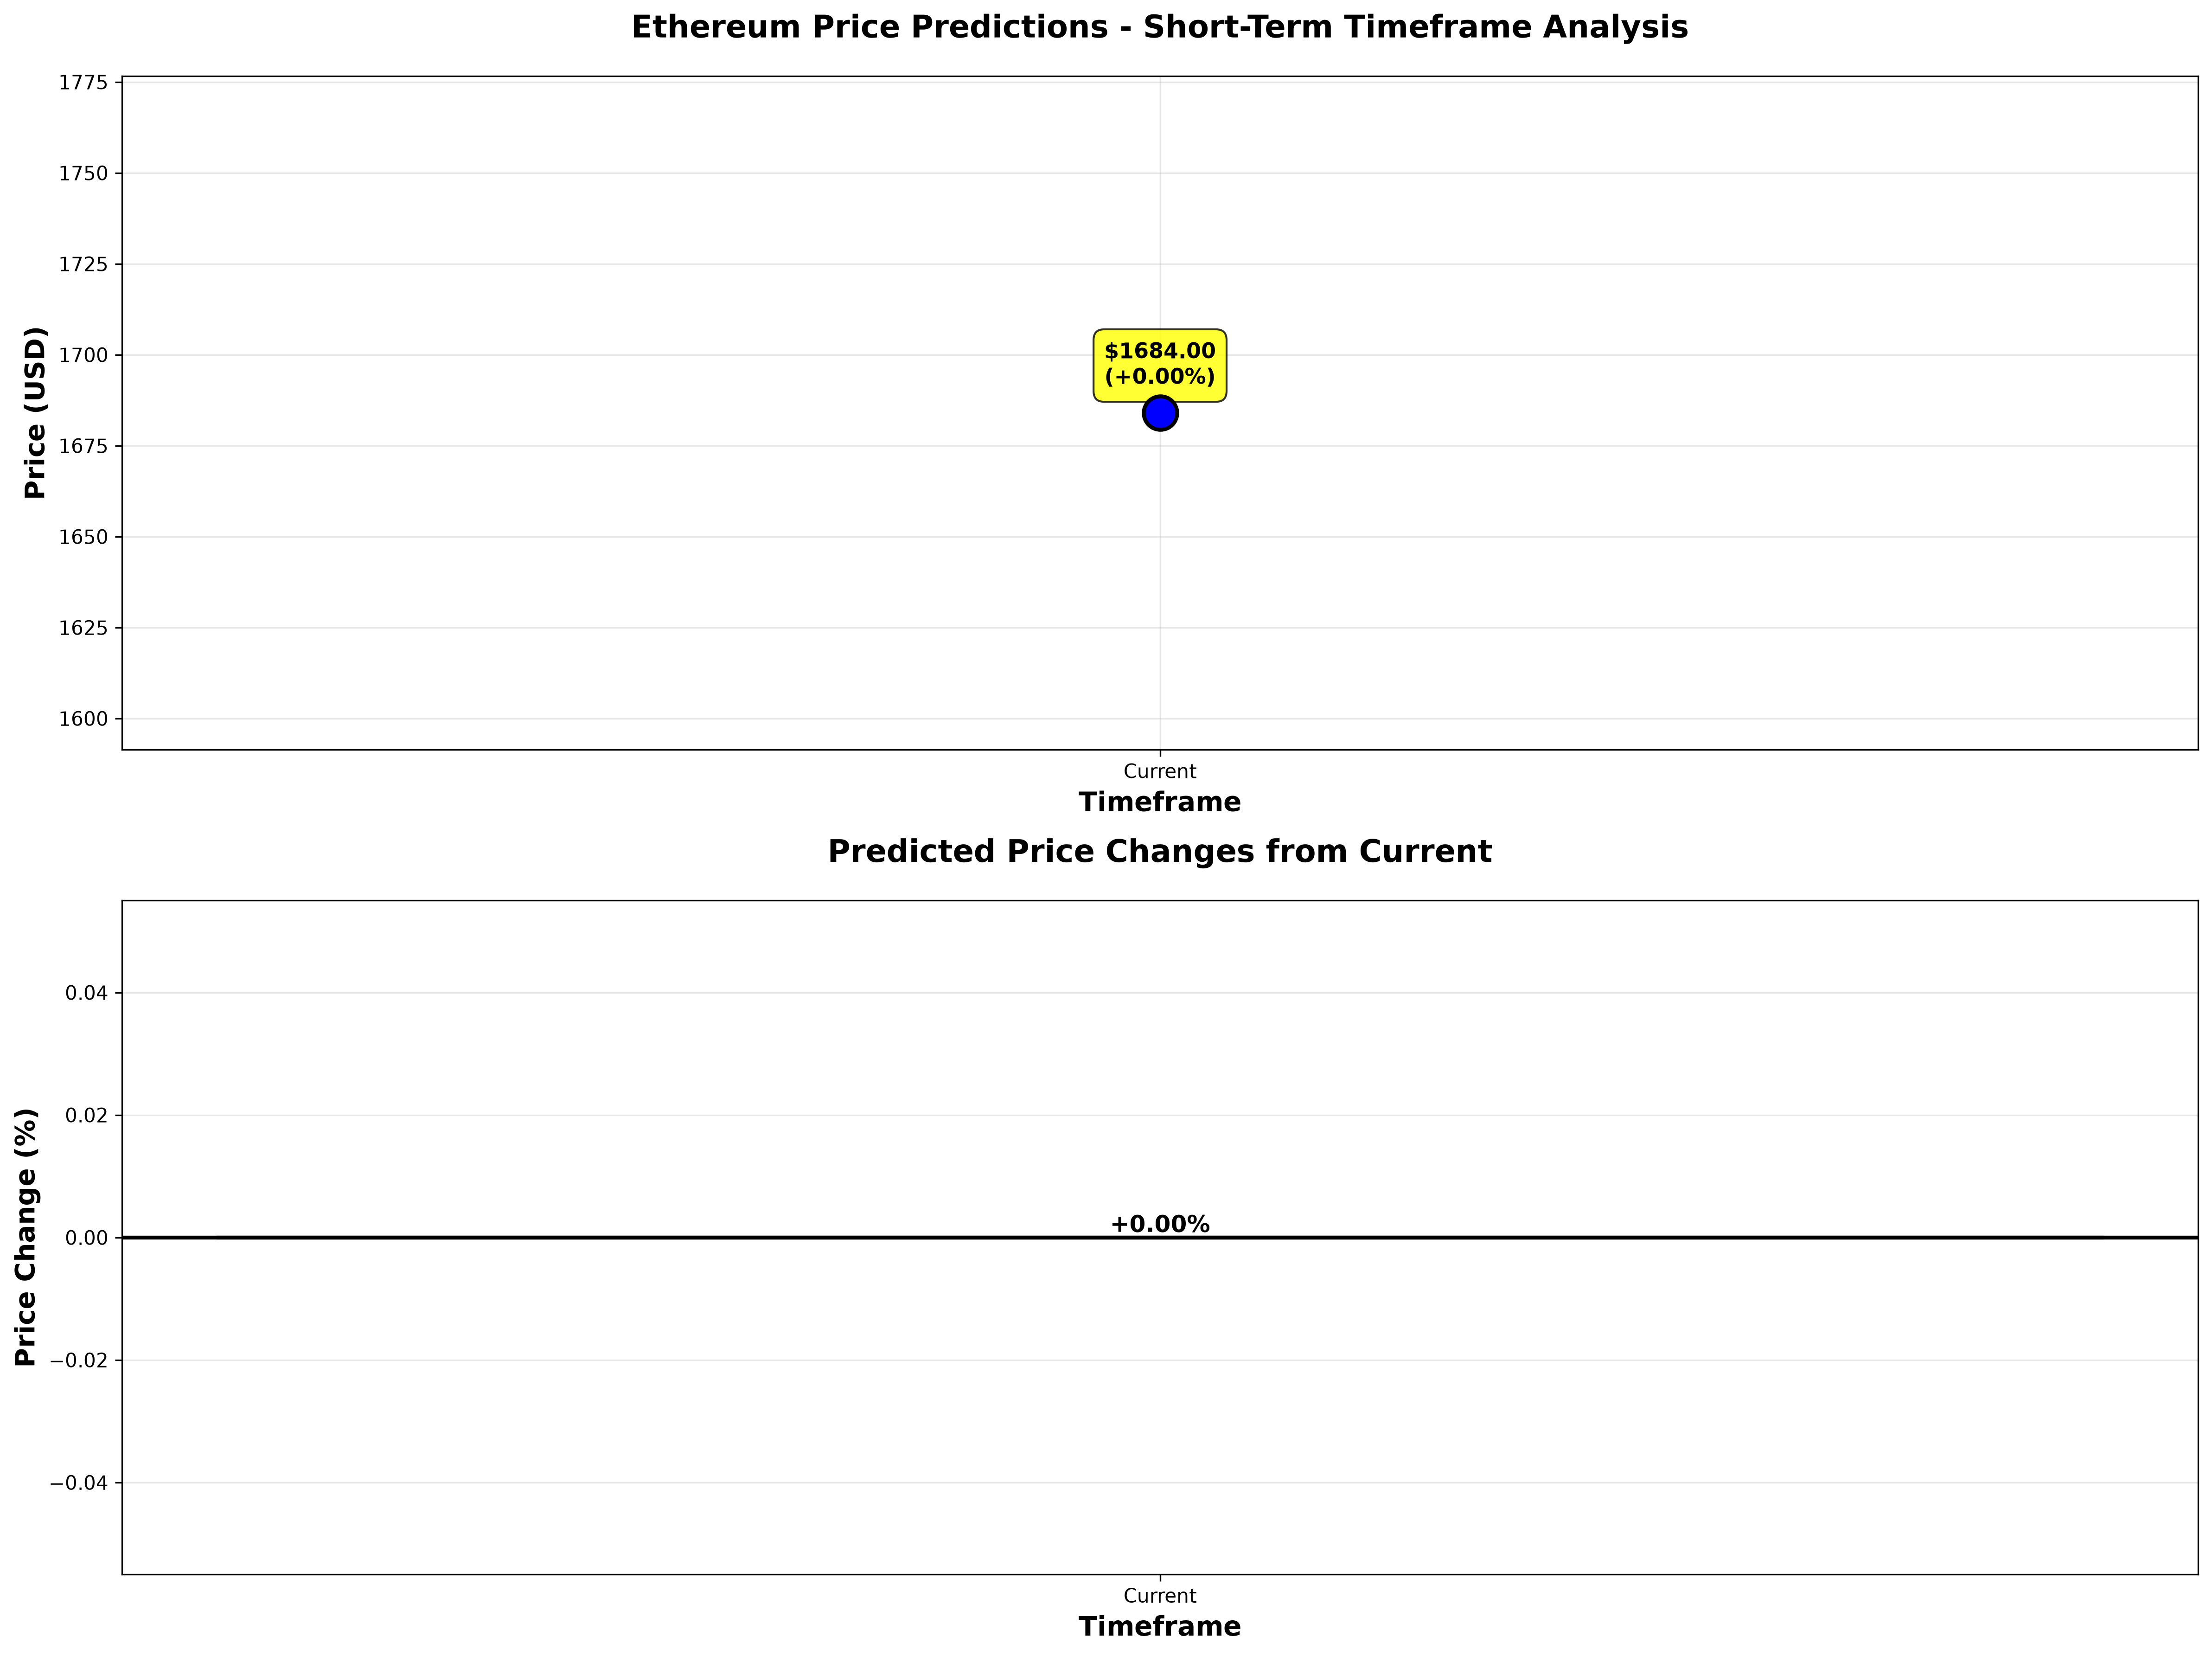 Ethereum Price Predictions - Short-Term Timeframe Analysis
1775
1750
1725
1700
1675
1650
1625
1600
Price (USD)
$1684.00
(+0.00%)
Current
Timeframe
Predicted Price Changes from Current
0.04
0.02
0.00
−0.02
−0.04
Price Change (%)
+0.00%
Current
Timeframe